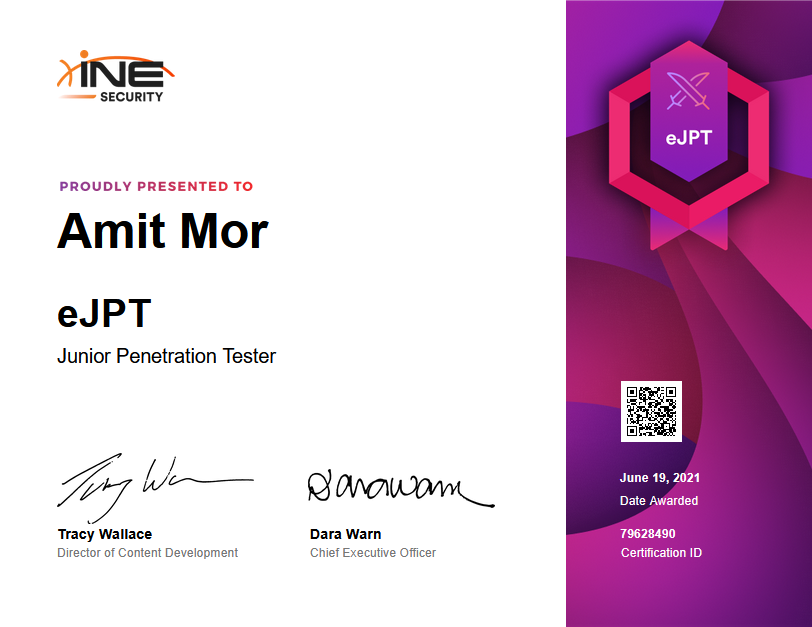 INE
SECURITY
PROUDLY PRESENTED TO
Amit Mor
eJPT
Junior Penetration Tester
Tracy Wallace
Director of Content Development
Dara Warn
Chief Executive Officer
eJPT
June 19, 2021
Date Awarded
79628490
Certification ID